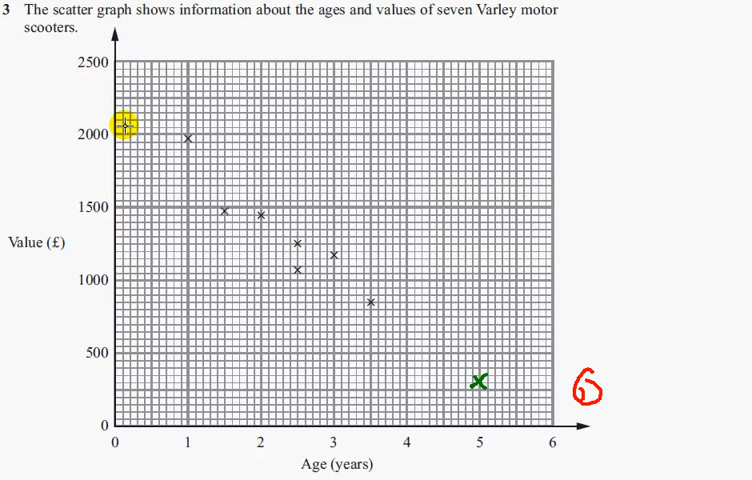 3 The scatter graph shows information about the ages and values of seven Varley motor
scooters.
2500
2000
1500
Value (£)
1000
500
0
0 1 2 3 4 5 6
Age (years)